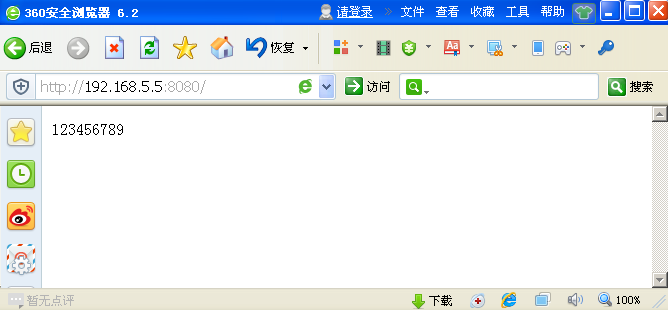 360安全浏览器 6.2 请登录 文件 查看 收藏 工具 帮助
后退 恢复
http://192.168.5.5:8080/ 访问 搜索
123456789
暂无点评 下载 100%